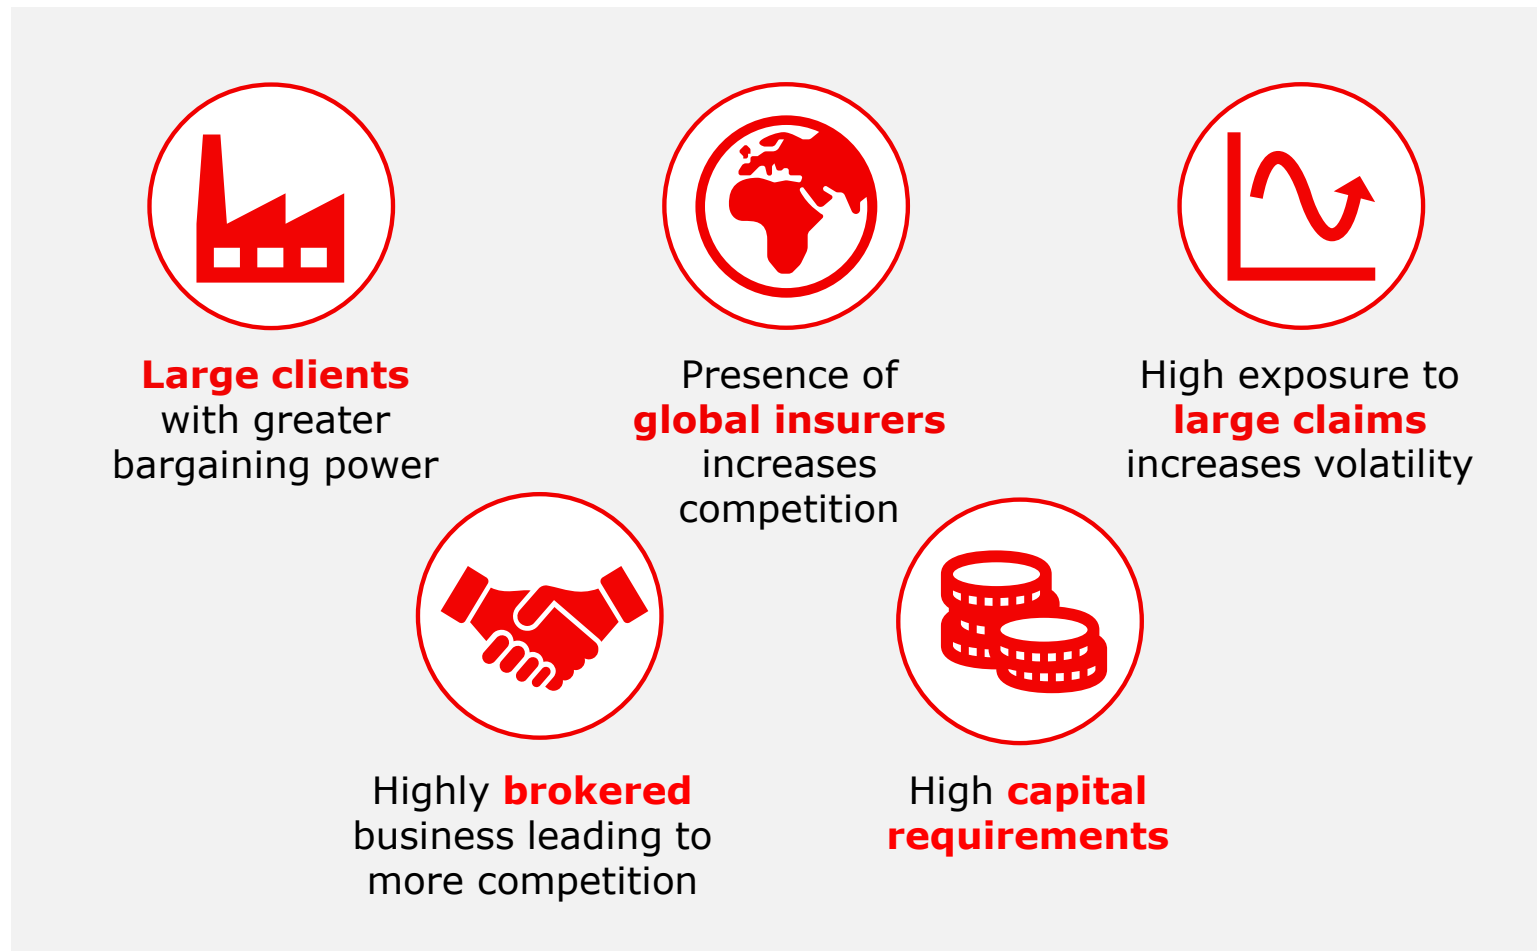 Large clients
with greater
bargaining power
Presence of
global insurers
increases
competition
High exposure to
large claims
increases volatility
Highly brokered
business leading to
more competition
High capital
requirements